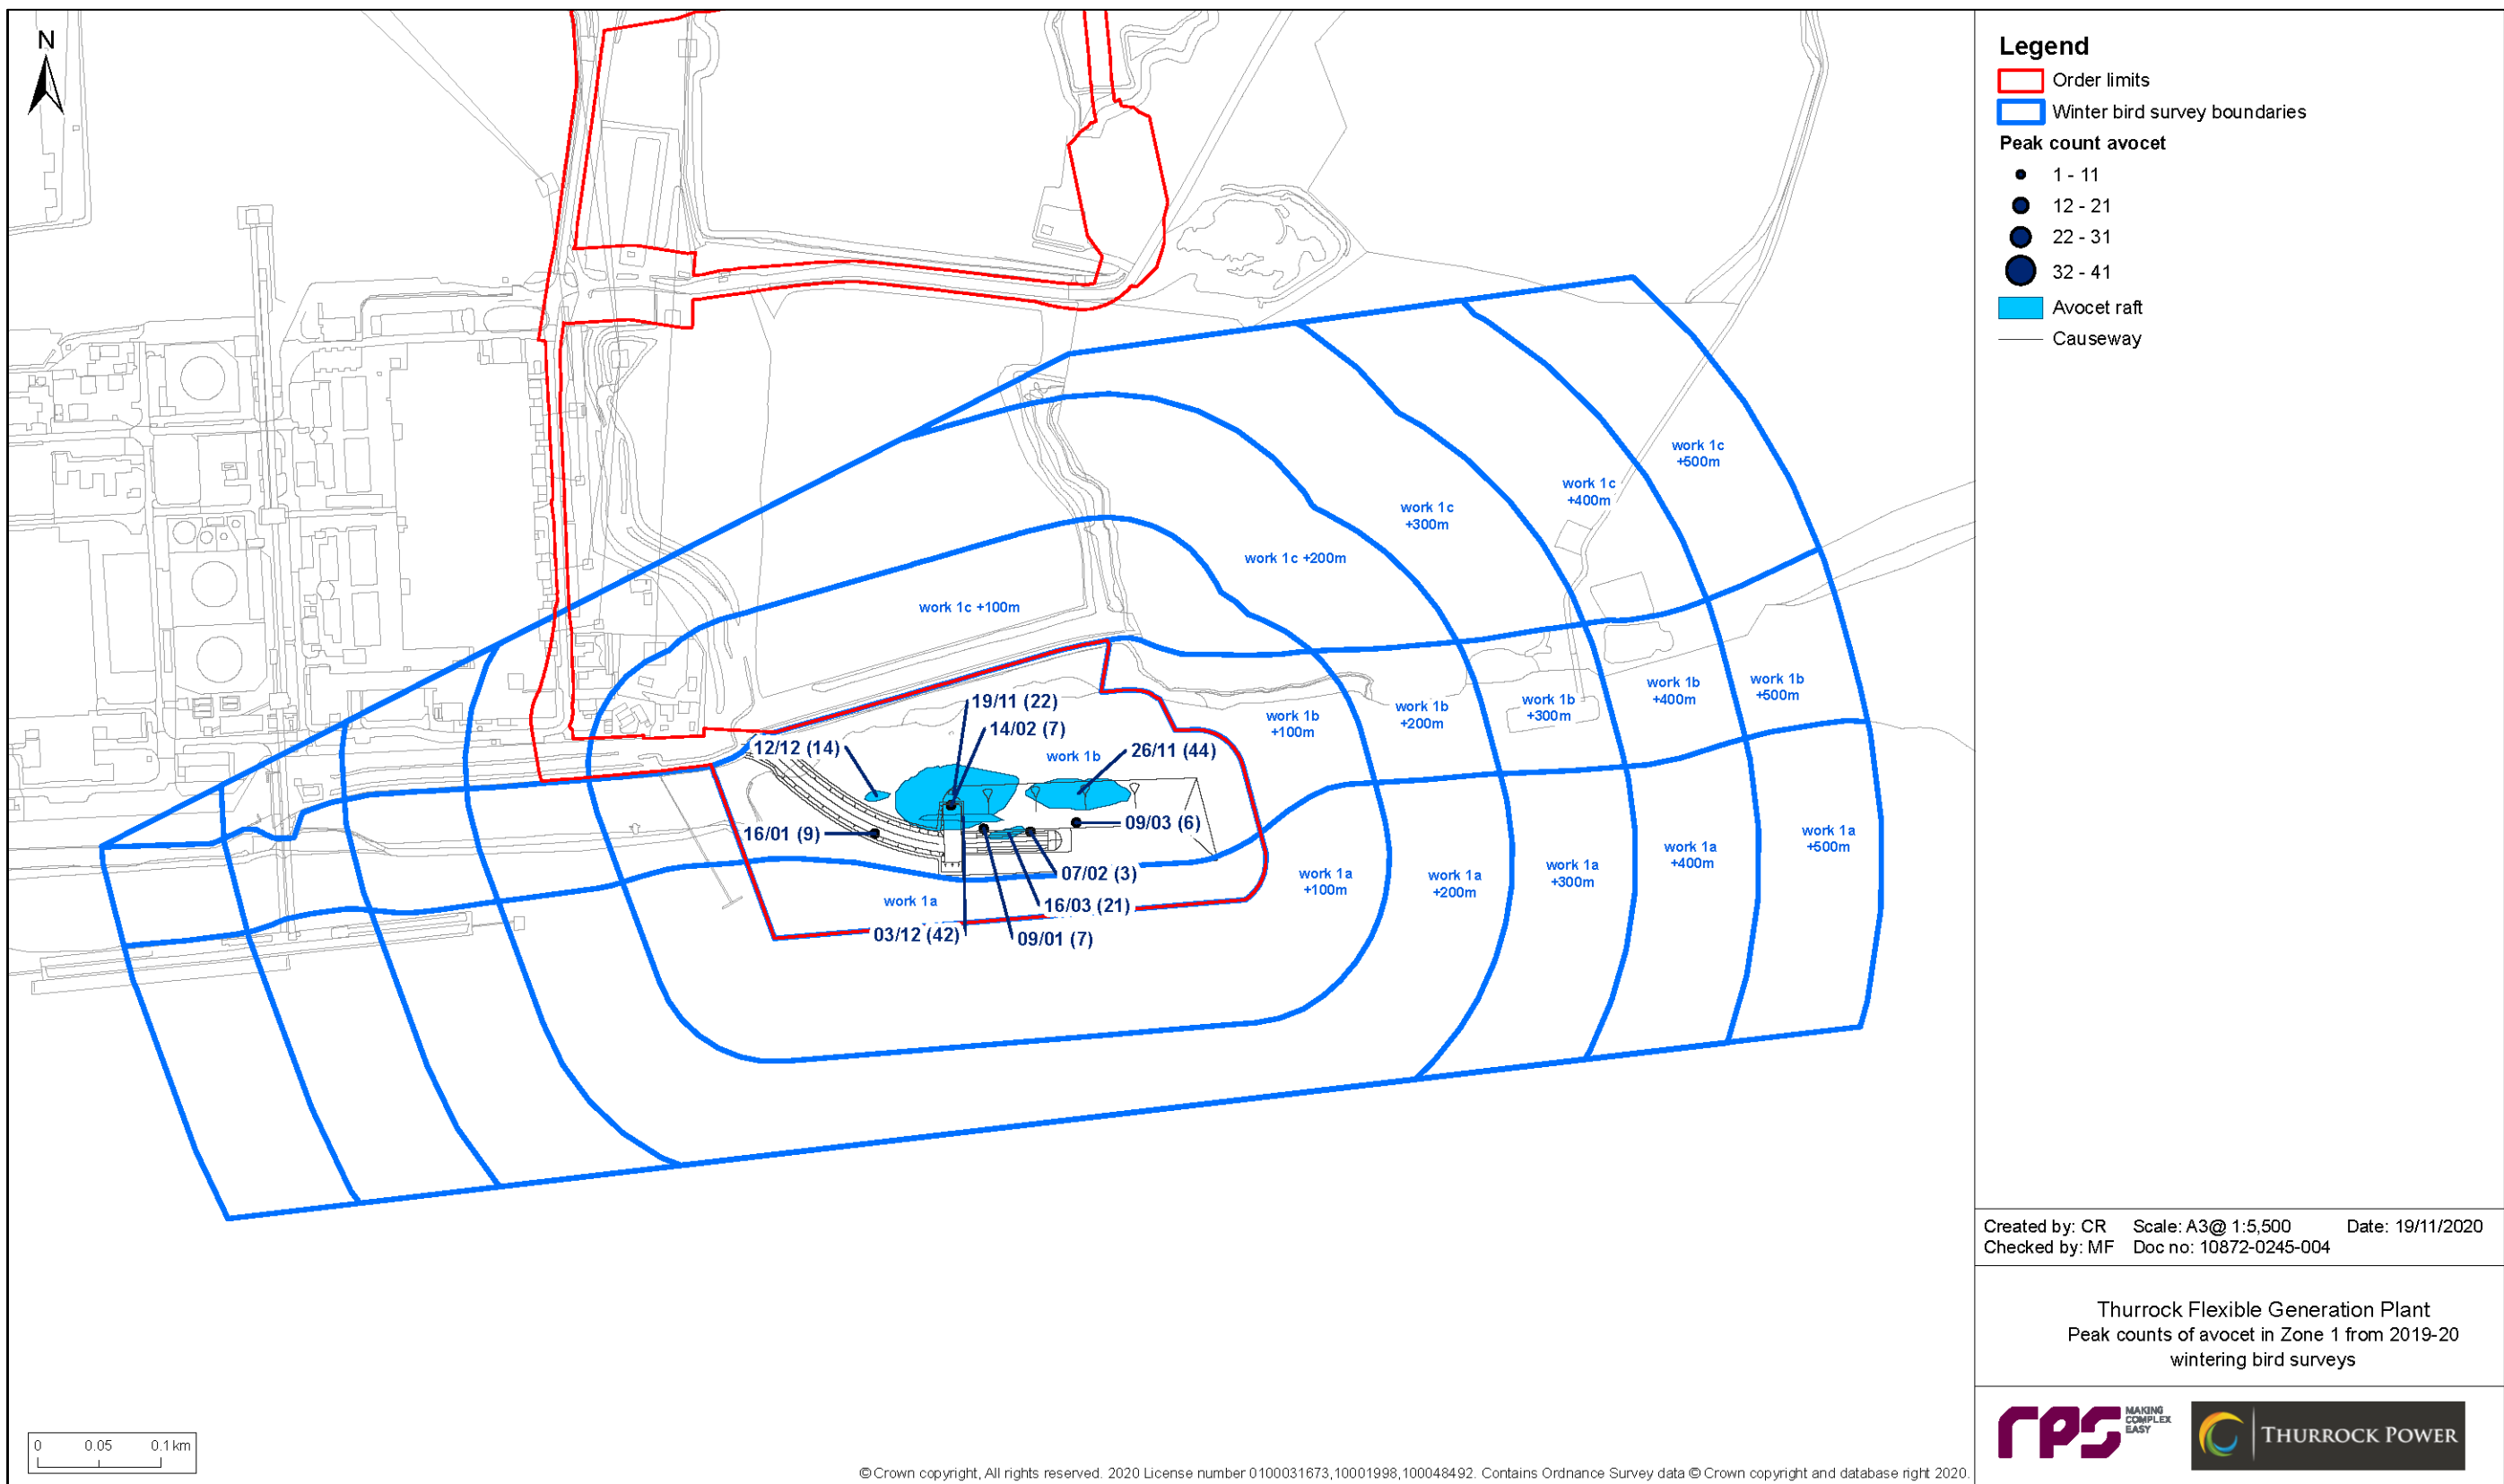 N
Legend
Order limits
Winter bird survey boundaries
Peak count avocet
1 - 11
12 - 21
22 - 31
32 - 41
Avocet raft
Causeway
work 1c
+500m
work 1c
+400m
work 1c
+300m
work 1c +200m
work 1c +100m
work 1b
+500m
work 1b
+400m
work 1b
+300m
work 1b
+200m
work 1b
+100m
work 1b
19/11 (22)
14/02 (7)
12/12 (14)
26/11 (44)
16/01 (9)
09/03 (6)
07/02 (3)
16/03 (21)
03/12 (42)
09/01 (7)
work 1a
work 1a
+100m
work 1a
+200m
work 1a
+300m
work 1a
+400m
work 1a
+500m
0 0.05 0.1 km
© Crown copyright, All rights reserved. 2020 License number 0100031673,10001998,100048492. Contains Ordnance Survey data © Crown copyright and database right 2020.
Created by: CR Scale: A3@ 1:5,500 Date: 19/11/2020
Checked by: MF Doc no: 10872-0245-004
Thurrock Flexible Generation Plant
Peak counts of avocet in Zone 1 from 2019-20
wintering bird surveys
rps MAKING
COMPLEX
EASY
THURROCK POWER